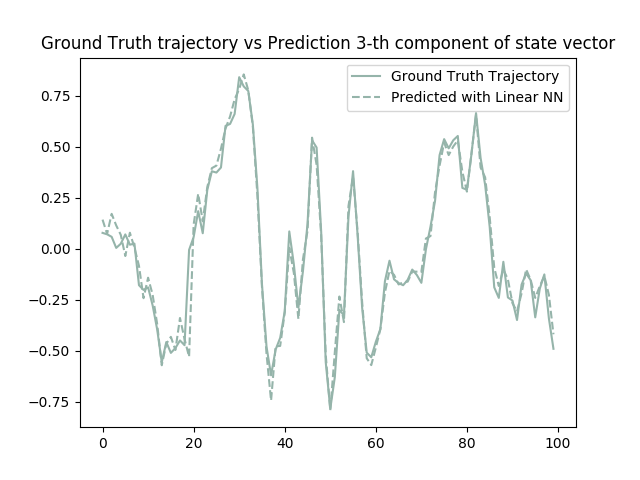 Ground Truth trajectory vs Prediction 3-th component of state vector
Ground Truth Trajectory
Predicted with Linear NN
0.75
0.50
0.25
0.00
−0.25
−0.50
−0.75
0 20 40 60 80 100